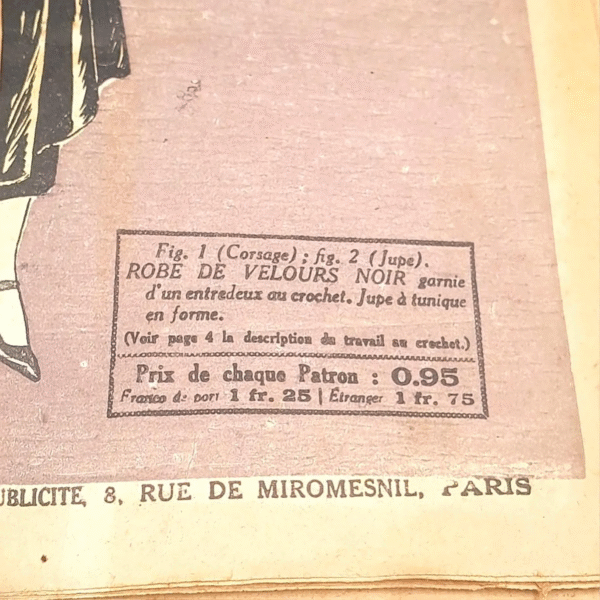 Fig. 1 (Corsage) ; fig. 2 (Jupe).
ROBE DE VELOURS NOIR garnie
d'un entredeux au crochet. Jupe à tunique
en forme.
(Voir page 4 la description du travail au crochet.)
Prix de chaque Patron : 0.95
Franco de port 1 fr. 25 | Étranger 1 fr. 75
UBLICITE, 8, RUE DE MIROMESNIL, PARIS